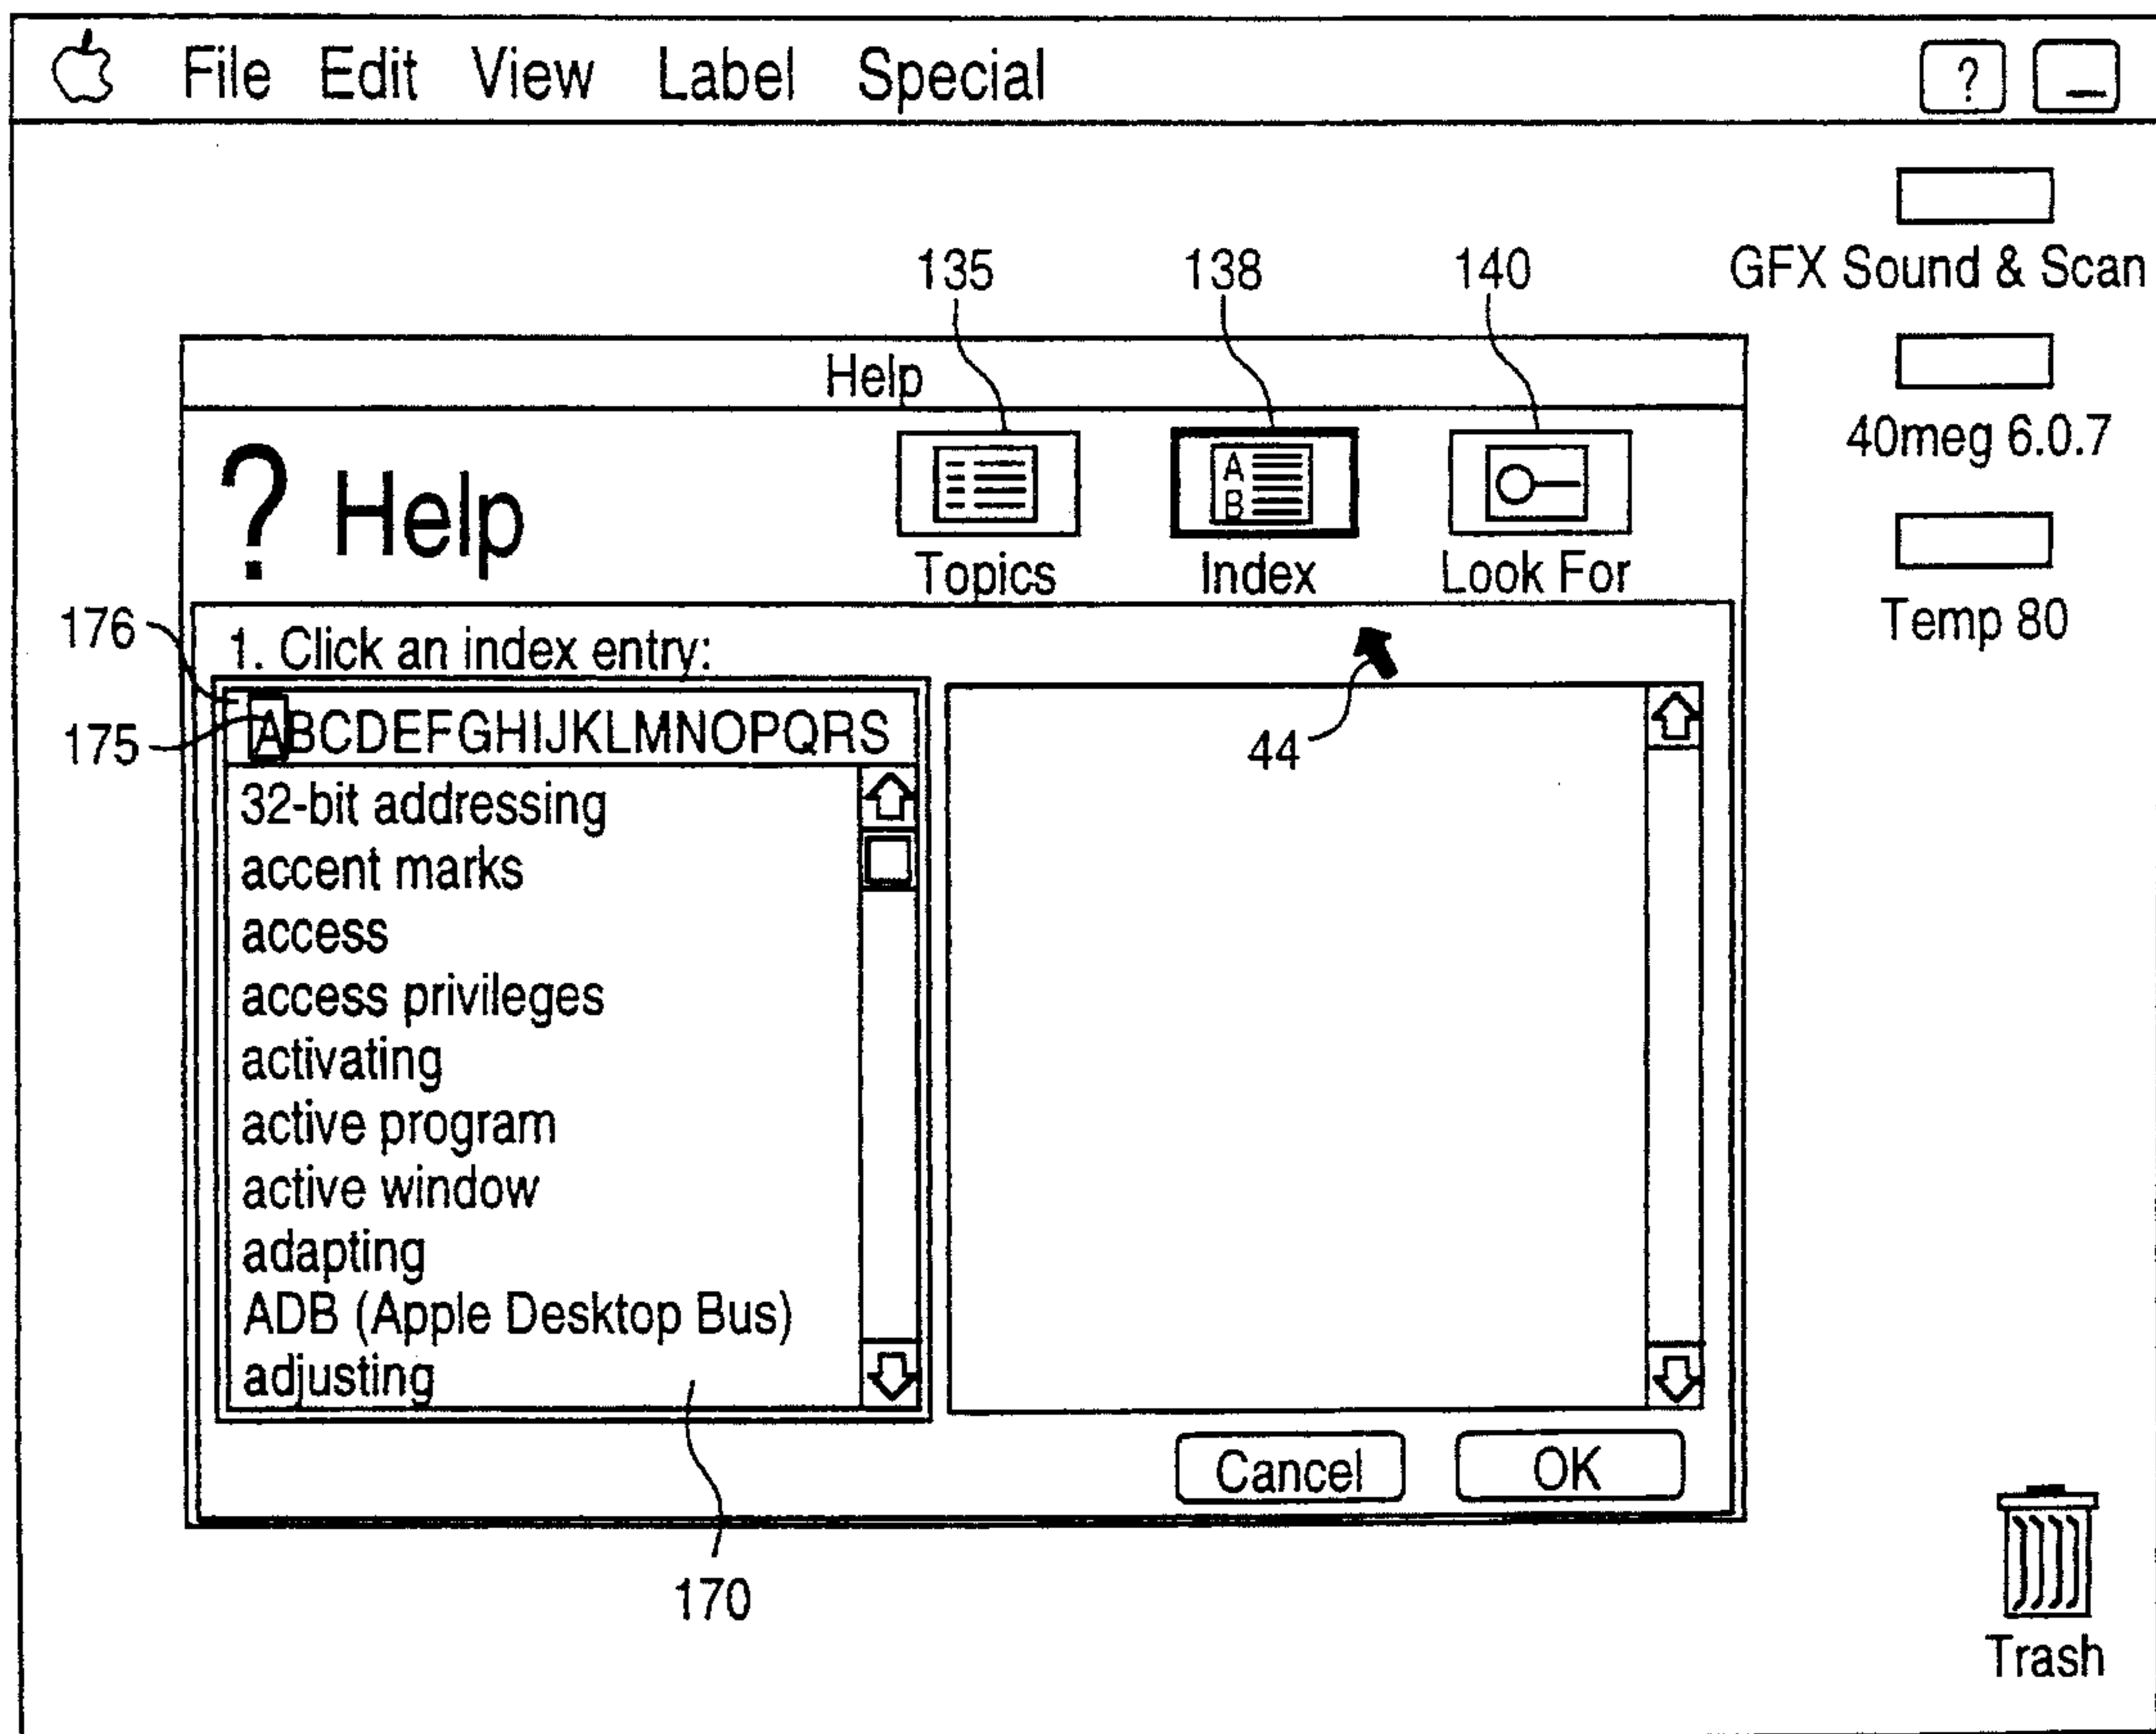 File Edit View Label Special ?
GFX Sound & Scan
135 138 140
Help
40meg 6.0.7
? Help
A
B
Topics Index Look For
Temp 80
176
1. Click an index entry:
175
ABCDEFGHIJKLMNOPQRS
44
32-bit addressing
accent marks
access
access privileges
activating
active program
active window
adapting
ADB (Apple Desktop Bus)
adjusting
Cancel OK
170
Trash